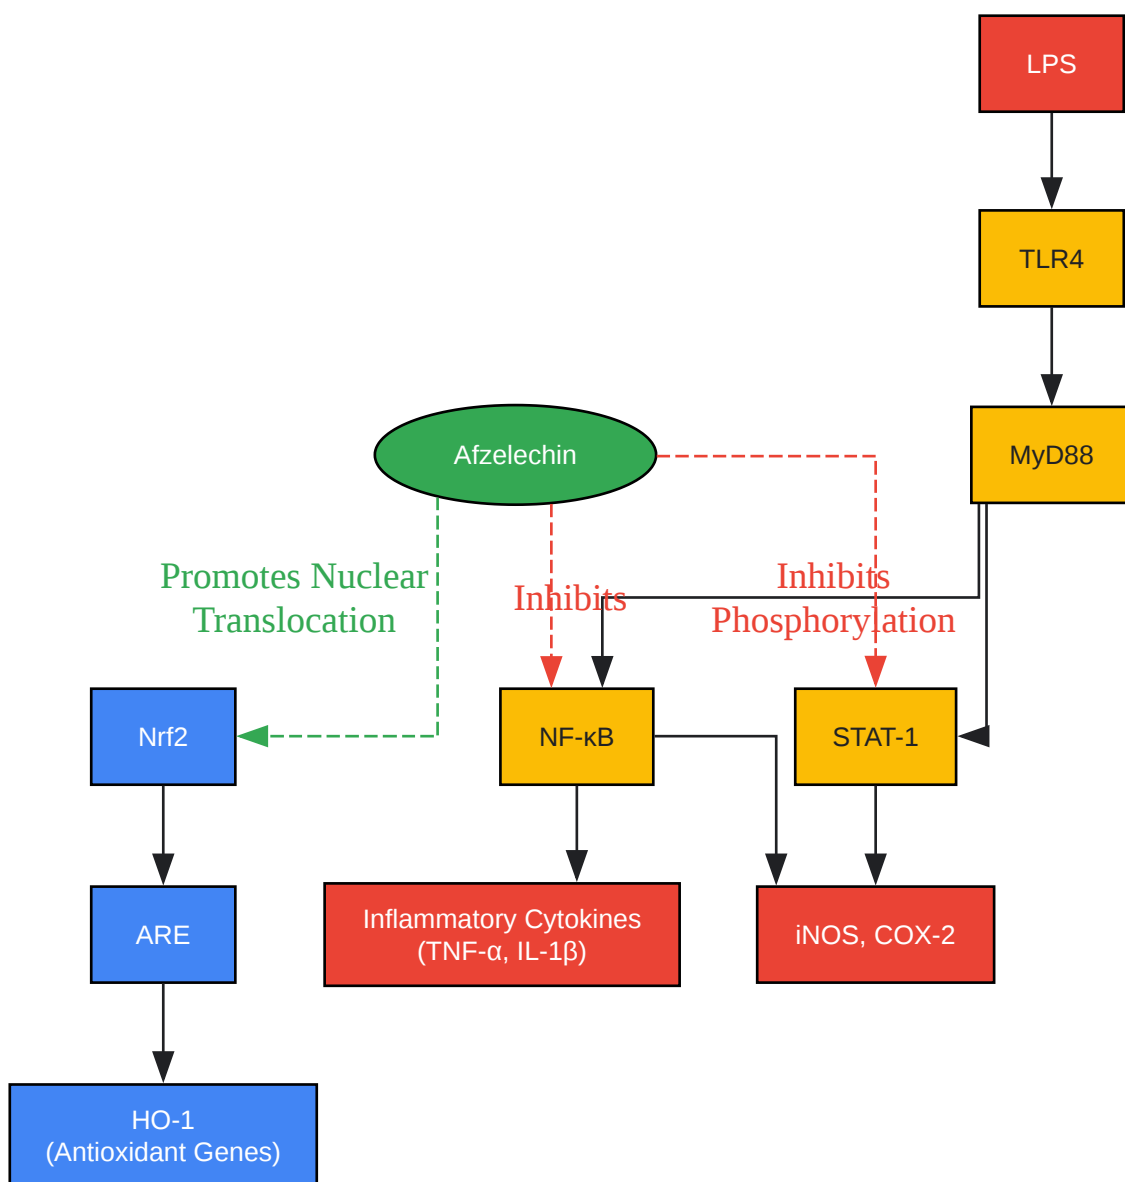 LPS
TLR4
Afzelechin
MyD88
Promotes Nuclear
Translocation
Inhibits
Inhibits
Phosphorylation
Nrf2
NF-κB
STAT-1
ARE
Inflammatory Cytokines
(TNF-α, IL-1β)
iNOS, COX-2
HO-1
(Antioxidant Genes)